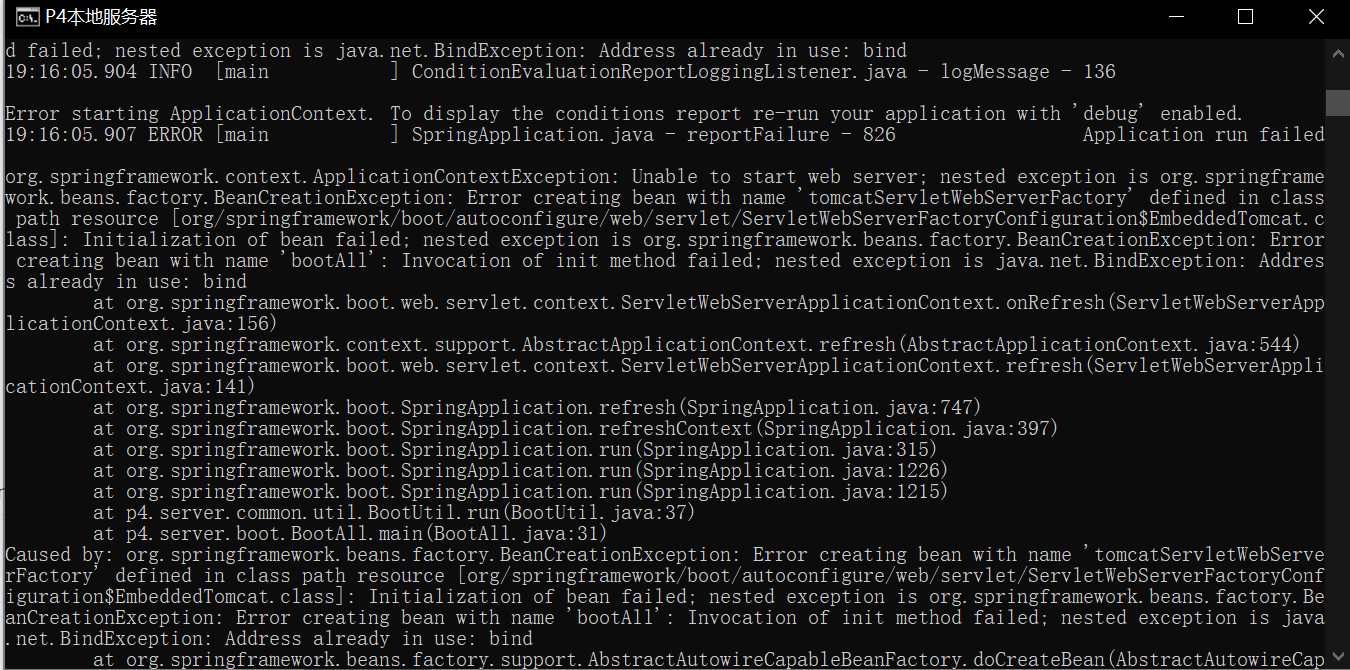 P4本地服务器
d failed; nested exception is java.net.BindException: Address already in use: bind
19:16:05.904 INFO  [main           ] ConditionEvaluationReportLoggingListener.java - logMessage - 136
Error starting ApplicationContext. To display the conditions report re-run your application with 'debug' enabled.
19:16:05.907 ERROR [main           ] SpringApplication.java - reportFailure - 826                 Application run failed
org.springframework.context.ApplicationContextException: Unable to start web server; nested exception is org.springframe
work.beans.factory.BeanCreationException: Error creating bean with name 'tomcatServletWebServerFactory' defined in class
 path resource [org/springframework/boot/autoconfigure/web/servlet/ServletWebServerFactoryConfiguration$EmbeddedTomcat.c
lass]: Initialization of bean failed; nested exception is org.springframework.beans.factory.BeanCreationException: Error
 creating bean with name 'bootAll': Invocation of init method failed; nested exception is java.net.BindException: Addres
s already in use: bind
        at org.springframework.boot.web.servlet.context.ServletWebServerApplicationContext.onRefresh(ServletWebServerApp
licationContext.java:156)
        at org.springframework.context.support.AbstractApplicationContext.refresh(AbstractApplicationContext.java:544)
        at org.springframework.boot.web.servlet.context.ServletWebServerApplicationContext.refresh(ServletWebServerAppli
cationContext.java:141)
        at org.springframework.boot.SpringApplication.refresh(SpringApplication.java:747)
        at org.springframework.boot.SpringApplication.refreshContext(SpringApplication.java:397)
        at org.springframework.boot.SpringApplication.run(SpringApplication.java:315)
        at org.springframework.boot.SpringApplication.run(SpringApplication.java:1226)
        at org.springframework.boot.SpringApplication.run(SpringApplication.java:1215)
        at p4.server.common.util.BootUtil.run(BootUtil.java:37)
        at p4.server.boot.BootAll.main(BootAll.java:31)
Caused by: org.springframework.beans.factory.BeanCreationException: Error creating bean with name 'tomcatServletWebServe
rFactory' defined in class path resource [org/springframework/boot/autoconfigure/web/servlet/ServletWebServerFactoryConf
iguration$EmbeddedTomcat.class]: Initialization of bean failed; nested exception is org.springframework.beans.factory.Be
anCreationException: Error creating bean with name 'bootAll': Invocation of init method failed; nested exception is java
.net.BindException: Address already in use: bind
        at org.springframework.beans.factory.support.AbstractAutowireCapableBeanFactory.doCreateBean(AbstractAutowireCap